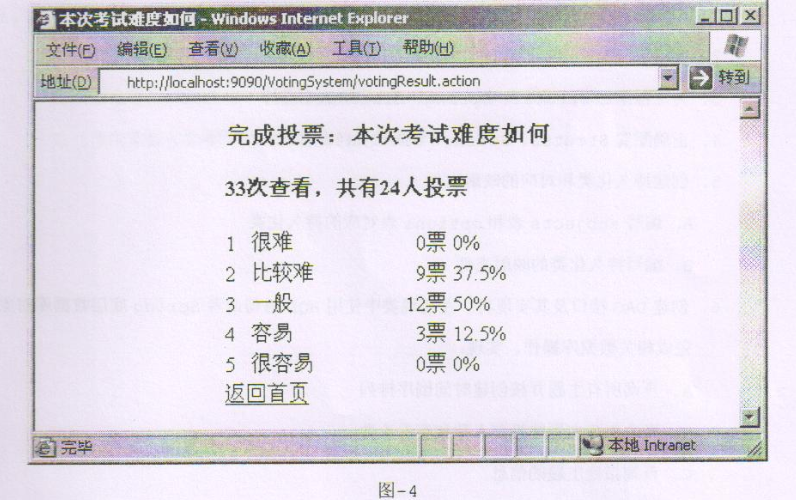 本次考试难度如何 - Windows Internet Explorer
文件(F) 编辑(E) 查看(V) 收藏(A) 工具(T) 帮助(H)
地址(D) http://localhost:9090/VotingSystem/votingResult.action 转到
完成投票：本次考试难度如何
33次查看，共有24人投票
1 很难 0票 0%
2 比较难 9票 37.5%
3 一般 12票 50%
4 容易 3票 12.5%
5 很容易 0票 0%
返回首页
完毕 本地 Intranet
图-4